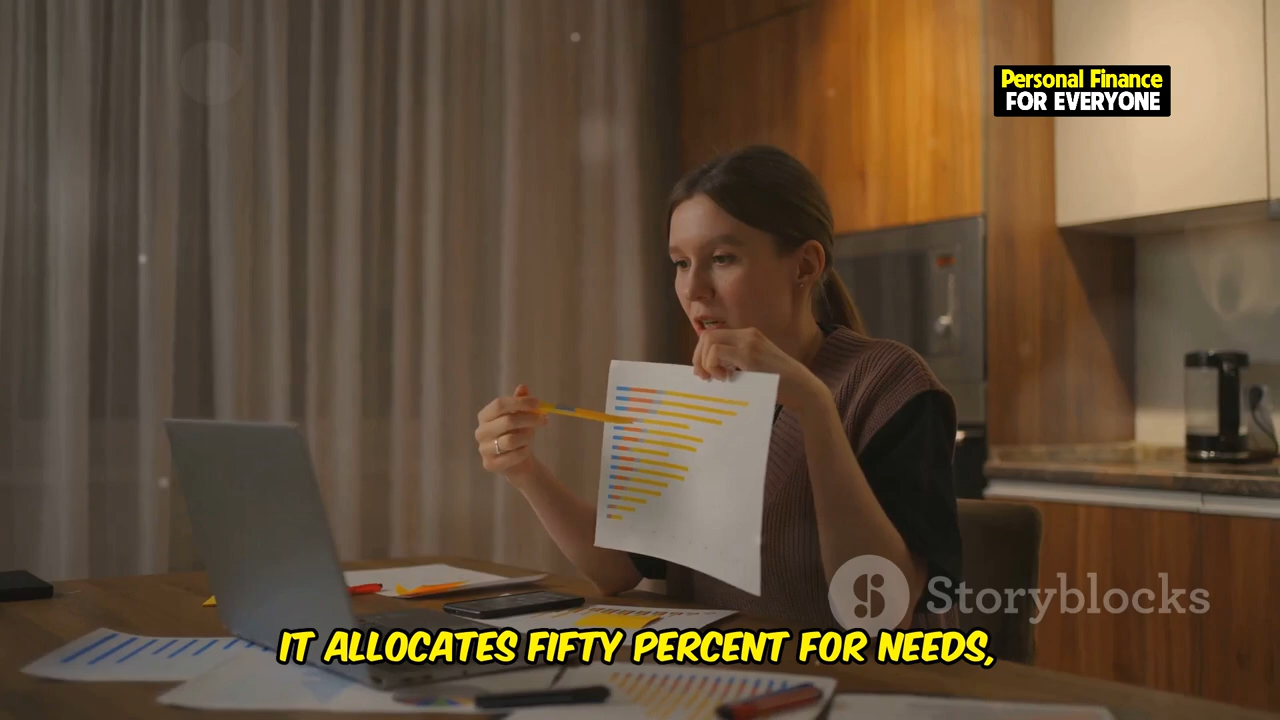 Personal Finance
FOR EVERYONE
Storyblocks
IT ALLOCATES FIFTY PERCENT FOR NEEDS,